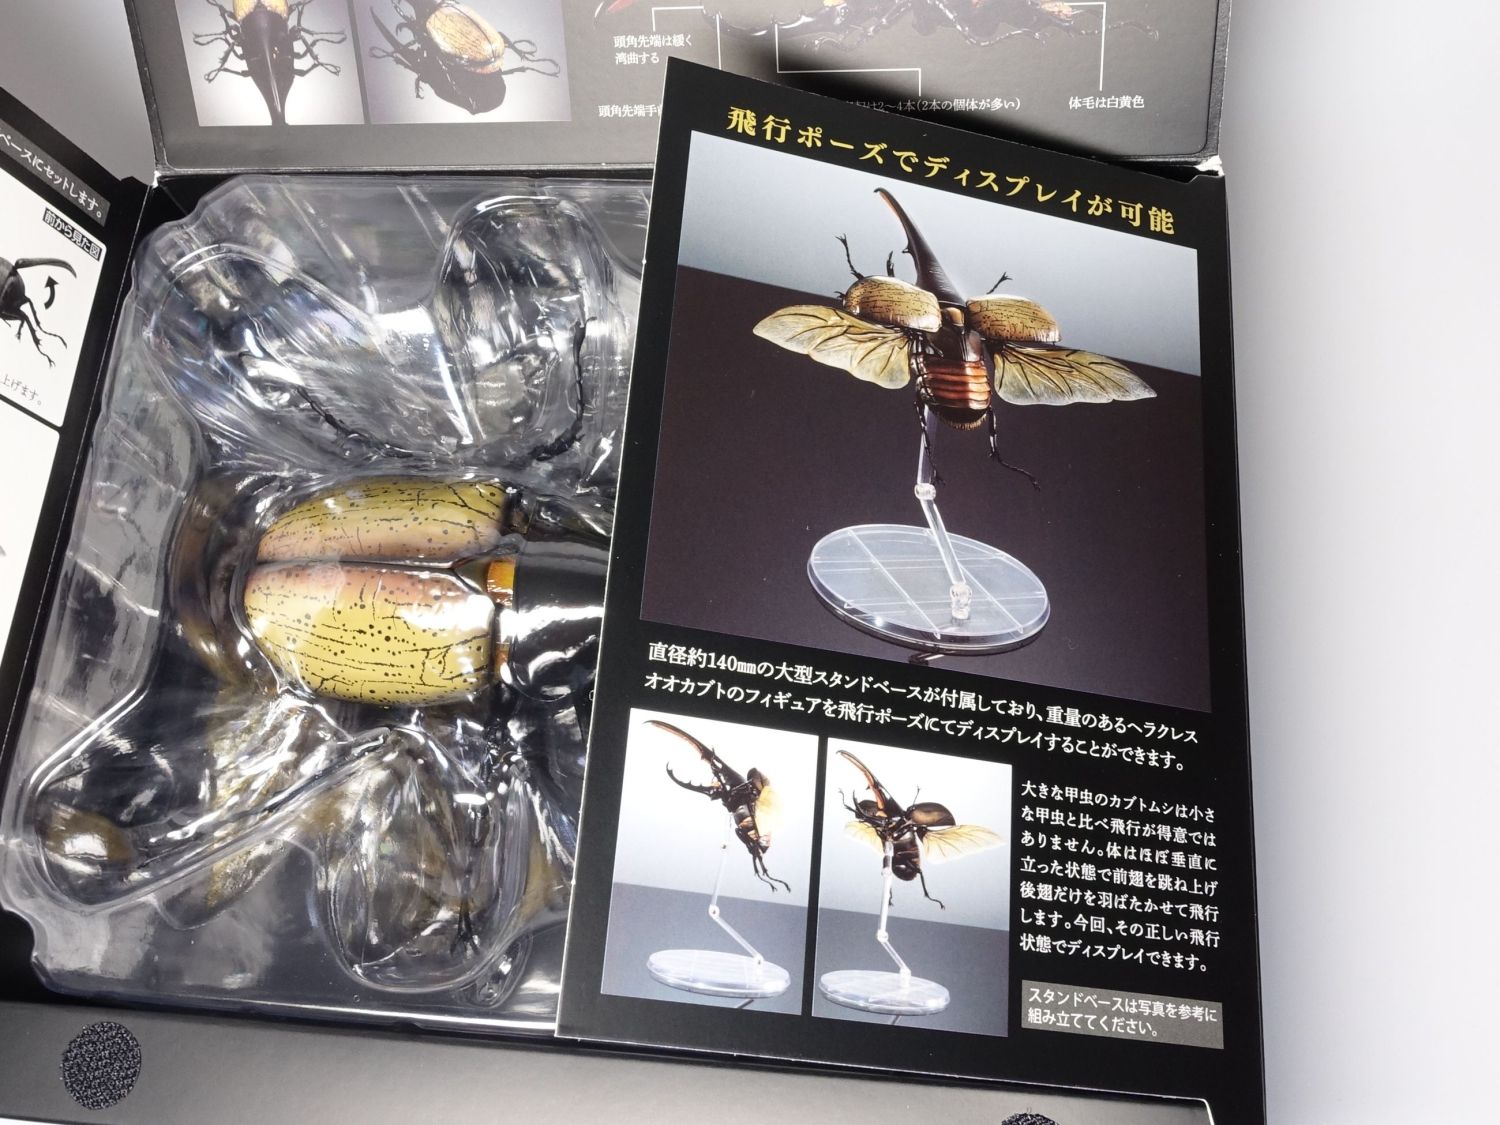 頭角先端は緩く
湾曲する
頭角先端手
は2〜4本(2本の個体が多い)
体毛は白黄色
ベースにセットします。
前から見た図
上げます。
飛行ポーズでディスプレイが可能
直径約140mmの大型スタンドベースが付属しており、重量のあるヘラクレス
オオカブトのフィギュアを飛行ポーズにてディスプレイすることができます。
大きな甲虫のカブトムシは小さ
な甲虫と比べ飛行が得意では
ありません。体はほぼ垂直に
立った状態で前翅を跳ね上げ
後翅だけを羽ばたかせて飛行
します。今回、その正しい飛行
状態でディスプレイできます。
スタンドベースは写真を参考に
組み立ててください。